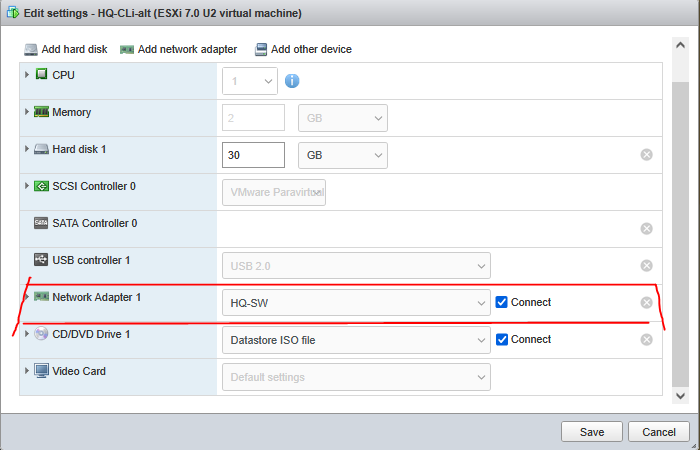 Edit settings - HQ-CLi-alt (ESXi 7.0 U2 virtual machine)
Add hard disk Add network adapter Add other device
CPU 1
Memory 2 GB
Hard disk 1 30 GB
SCSI Controller 0 VMware Paravirtual
SATA SATA Controller 0
USB controller 1 USB 2.0
Network Adapter 1 HQ-SW Connect
CD/DVD Drive 1 Datastore ISO file Connect
Video Card Default settings
Save Cancel